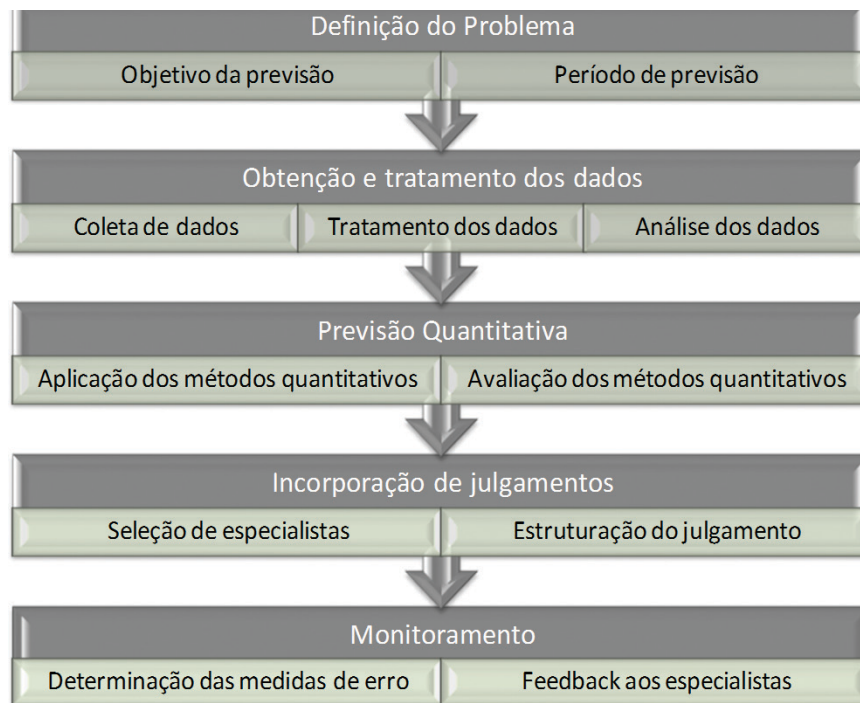 Definição do Problema
Objetivo da previsão
Período de previsão
Obtenção e tratamento dos dados
Coleta de dados
Tratamento dos dados
Análise dos dados
Previsão Quantitativa
Aplicação dos métodos quantitativos
Avaliação dos métodos quantitativos
Incorporação de julgamentos
Seleção de especialistas
Estruturação do julgamento
Monitoramento
Determinação das medidas de erro
Feedback aos especialistas